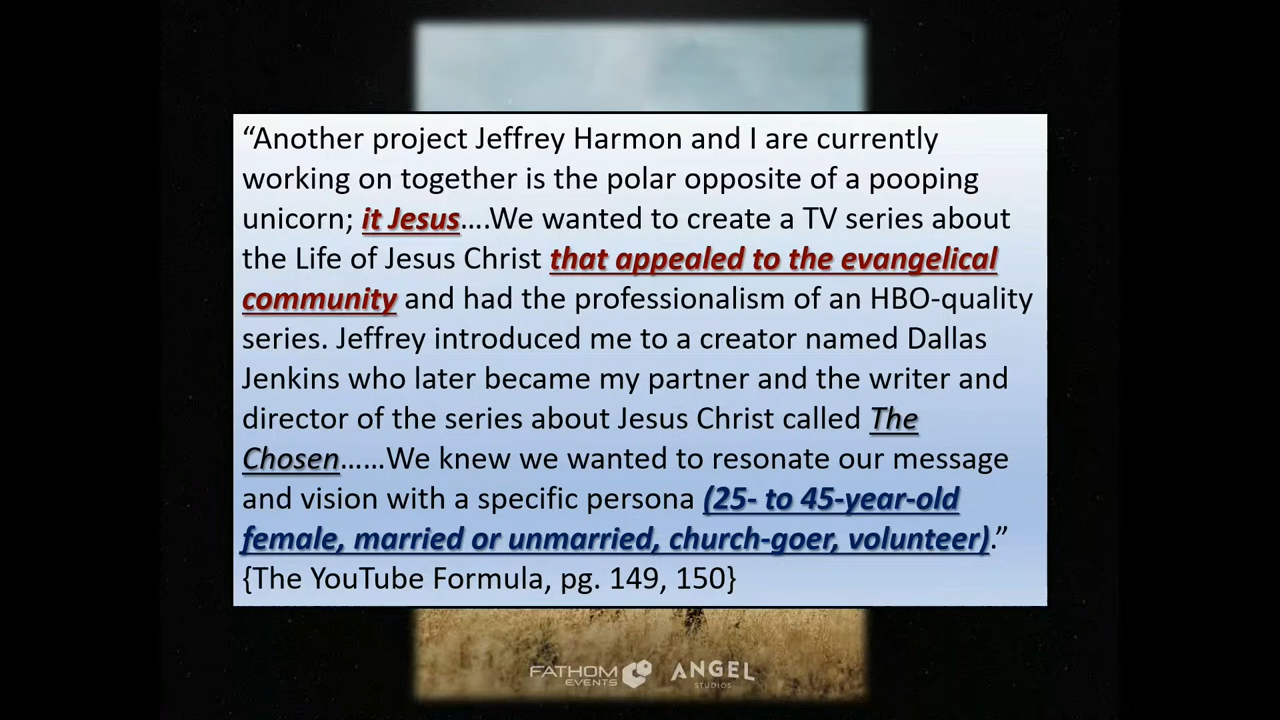 “Another project Jeffrey Harmon and I are currently
working on together is the polar opposite of a pooping
unicorn; it Jesus….We wanted to create a TV series about
the Life of Jesus Christ that appealed to the evangelical
community and had the professionalism of an HBO-quality
series. Jeffrey introduced me to a creator named Dallas
Jenkins who later became my partner and the writer and
director of the series about Jesus Christ called The
Chosen……We knew we wanted to resonate our message
and vision with a specific persona (25- to 45-year-old
female, married or unmarried, church-goer, volunteer).”
{The YouTube Formula, pg. 149, 150}
FATHOM EVENTS
ANGEL STUDIOS